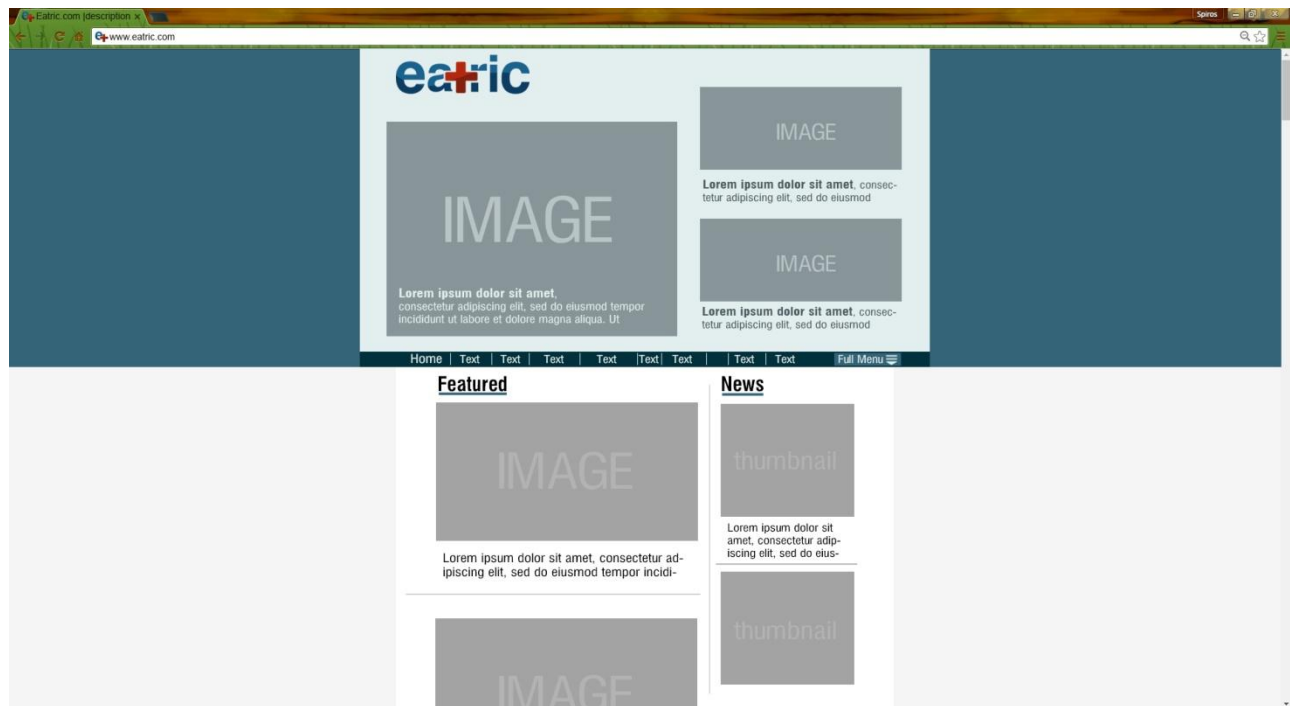 Eatric.com |description
Spiros
www.eatric.com
eatric
IMAGE
Lorem ipsum dolor sit amet,
consectetur adipiscing elit, sed do eiusmod tempor
incididunt ut labore et dolore magna aliqua. Ut
IMAGE
Lorem ipsum dolor sit amet, consec-
tetur adipiscing elit, sed do eiusmod
IMAGE
Lorem ipsum dolor sit amet, consec-
tetur adipiscing elit, sed do eiusmod
Home | Text | Text | Text | Text |Text| Text | | Text | Text Full Menu
Featured
IMAGE
Lorem ipsum dolor sit amet, consectetur ad-
ipiscing elit, sed do eiusmod tempor incidi-
IMAGE
News
thumbnail
Lorem ipsum dolor sit
amet, consectetur adip-
iscing elit, sed do eius-
thumbnail